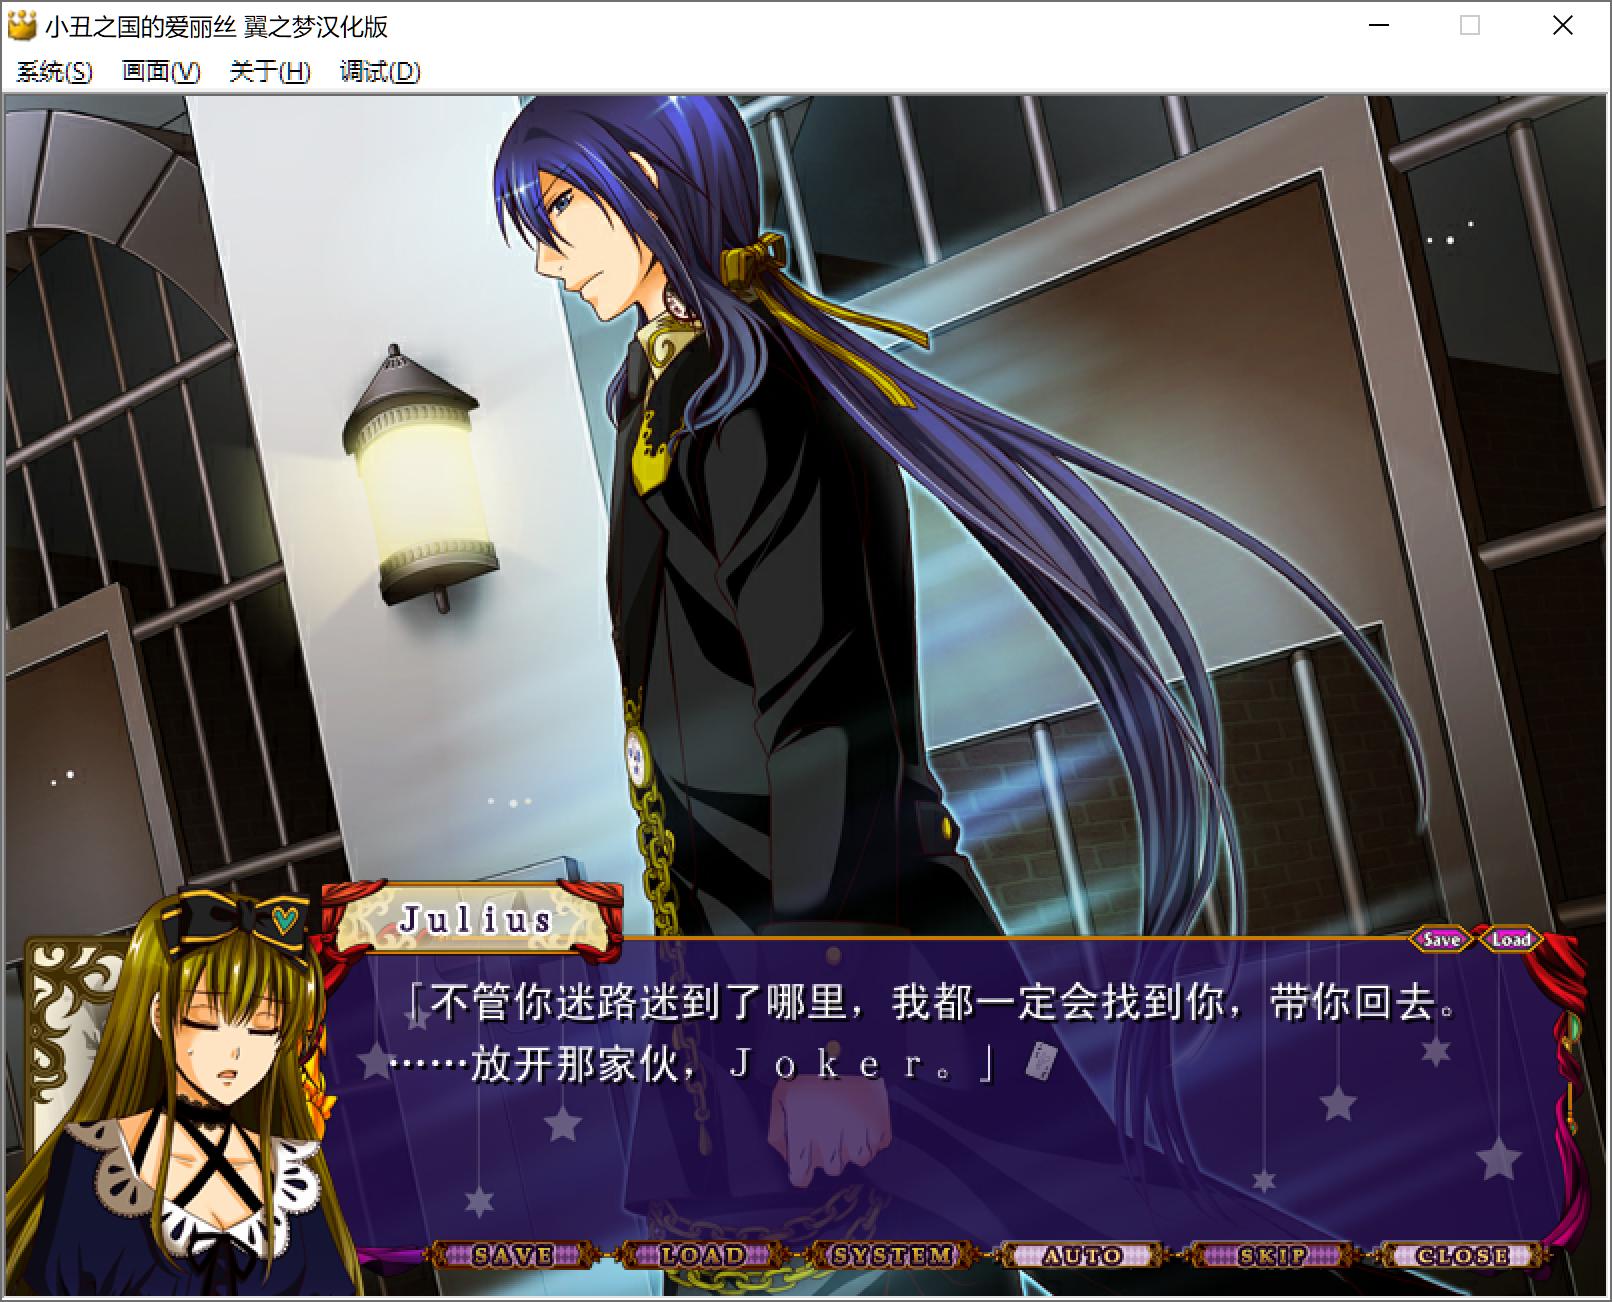 小丑之国的爱丽丝 翼之梦汉化版
系统(S) 画面(V) 关于(H) 调试(D)
Julius
Save Load
「不管你迷路迷到了哪里，我都一定会找到你，带你回去。
……放开那家伙，Ｊｏｋｅｒ。」
SAVE LOAD SYSTEM AUTO SKIP CLOSE